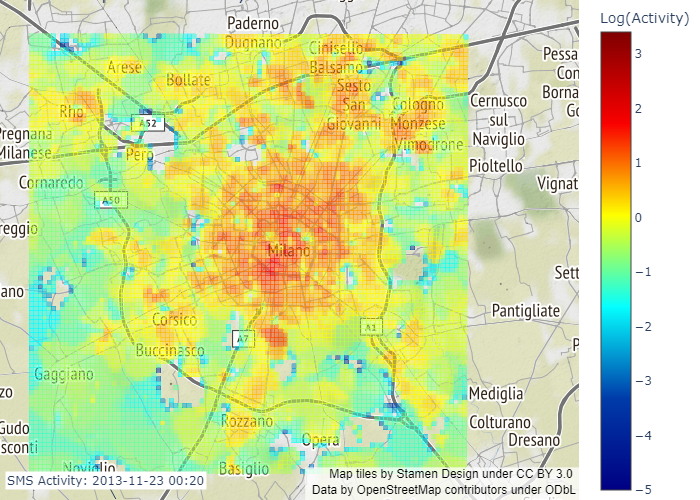 Log(Activity)
3
2
1
0
−1
−2
−3
−4
−5
Paderno
Dugnano
Cinisello
Balsamo
Arese
Bollate
Sesto
San
Giovanni
Rho
Cologno
Monzese
Vimodrone
Pessa
Con
Borna
Go
Cernusco
sul
Naviglio
A52
Pregnana
Milanese
Pero
Pioltello
Cornaredo
Vignat
A50
reggio
Milano
Sett
ano
Pantigliate
Corsico
A1
A7
Buccinasco
P
Gaggiano
zo
Mediglia
Rozzano
Colturano
Gudo
sconti
Opera
Dresano
Noviglio
Basiglio
SMS Activity: 2013-11-23 00:20
Map tiles by Stamen Design under CC BY 3.0
Data by OpenStreetMap contributors under ODbL